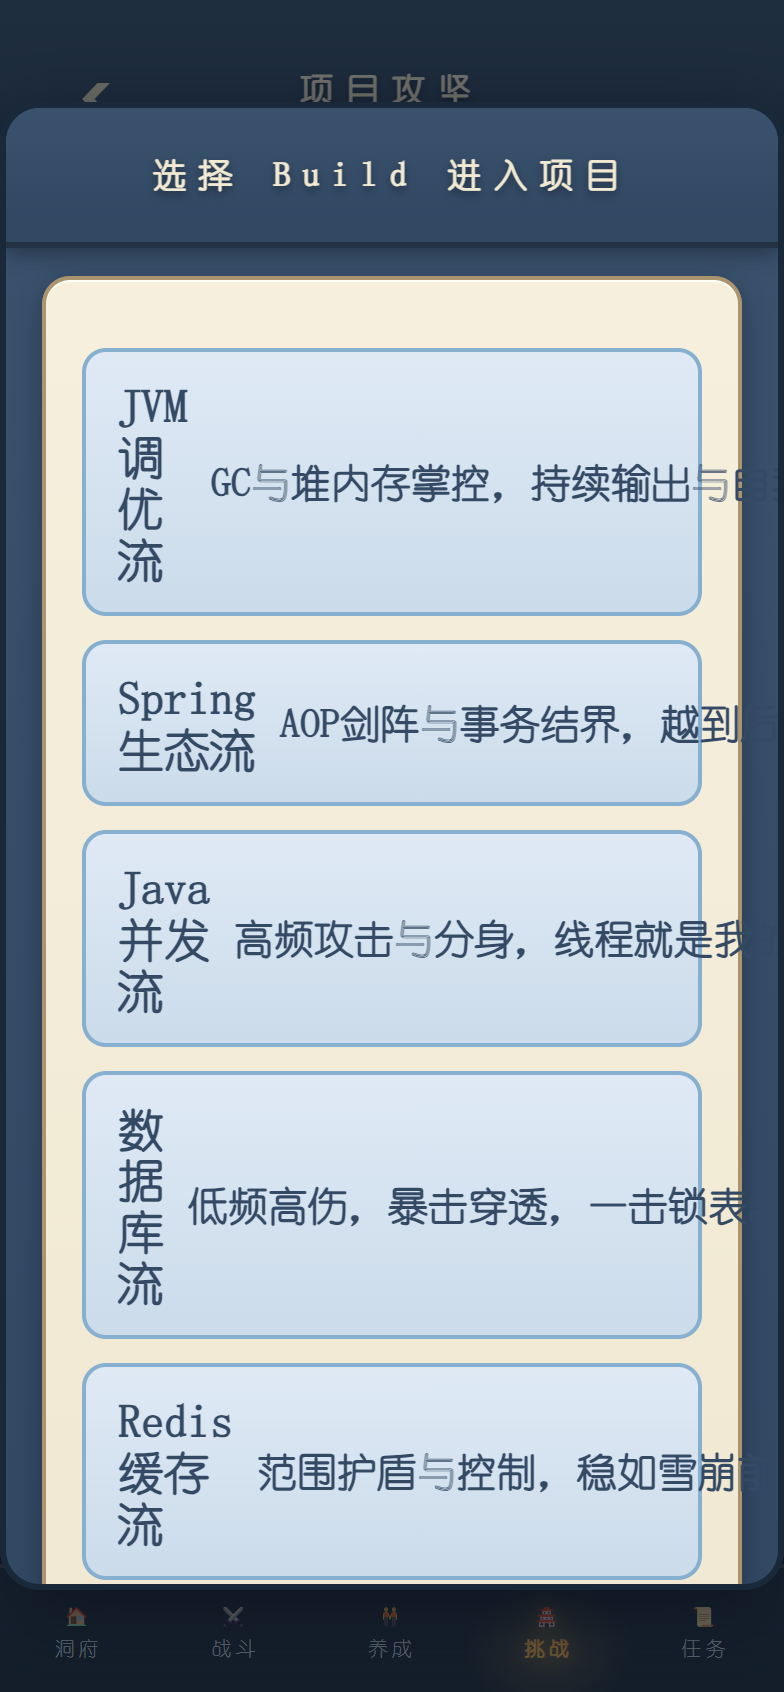 项目攻坚
选择 Build 进入项目
JVM
调
优
流
GC与堆内存掌控，持续输出与自
Spring
生态流
AOP剑阵与事务结界，越到
Java
并发
流
高频攻击与分身，线程就是我
数
据
库
流
低频高伤，暴击穿透，一击锁表
Redis
缓存
流
范围护盾与控制，稳如雪崩前
洞府
战斗
养成
挑战
任务